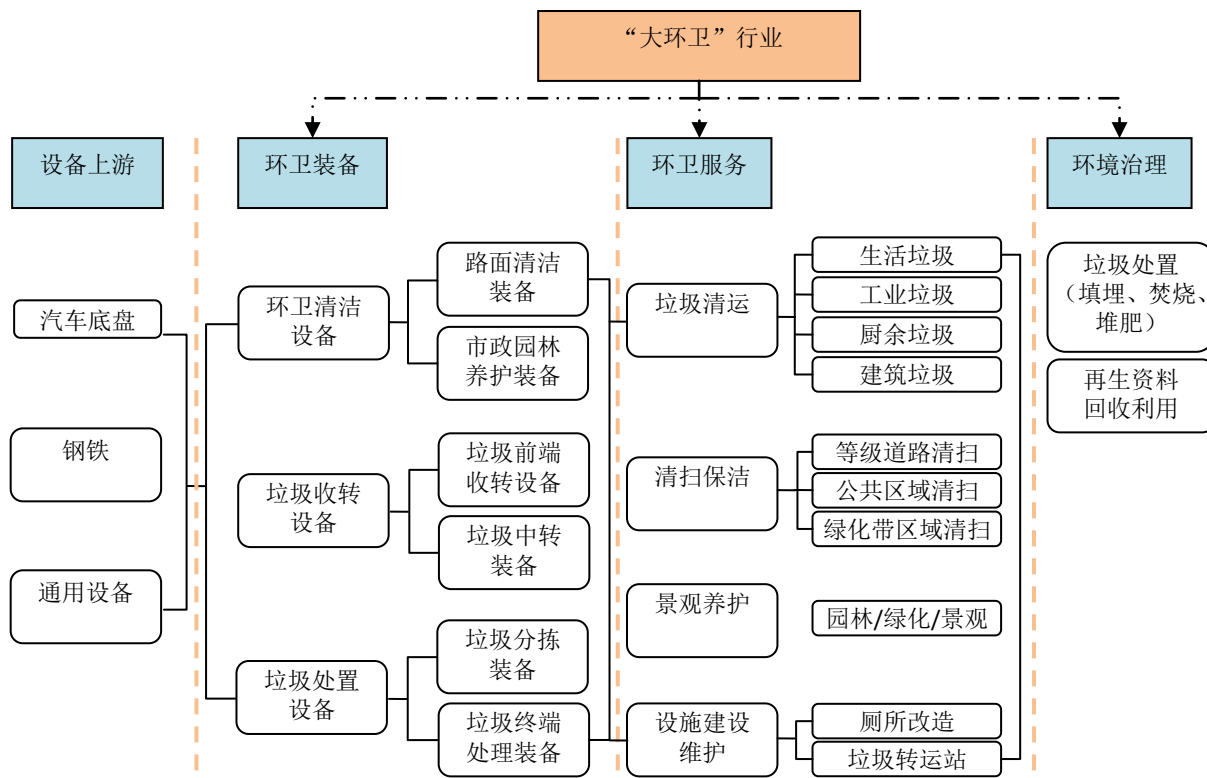 “大环卫”行业
设备上游
环卫装备
环卫服务
环境治理
汽车底盘
钢铁
通用设备
环卫清洁
设备
垃圾收转
设备
垃圾处置
设备
路面清洁
装备
市政园林
养护装备
垃圾前端
收转设备
垃圾中转
装备
垃圾分拣
装备
垃圾终端
处理装备
垃圾清运
清扫保洁
景观养护
设施建设
维护
生活垃圾
工业垃圾
厨余垃圾
建筑垃圾
等级道路清扫
公共区域清扫
绿化带区域清扫
园林/绿化/景观
厕所改造
垃圾转运站
垃圾处置
（填埋、焚烧、
堆肥）
再生资料
回收利用